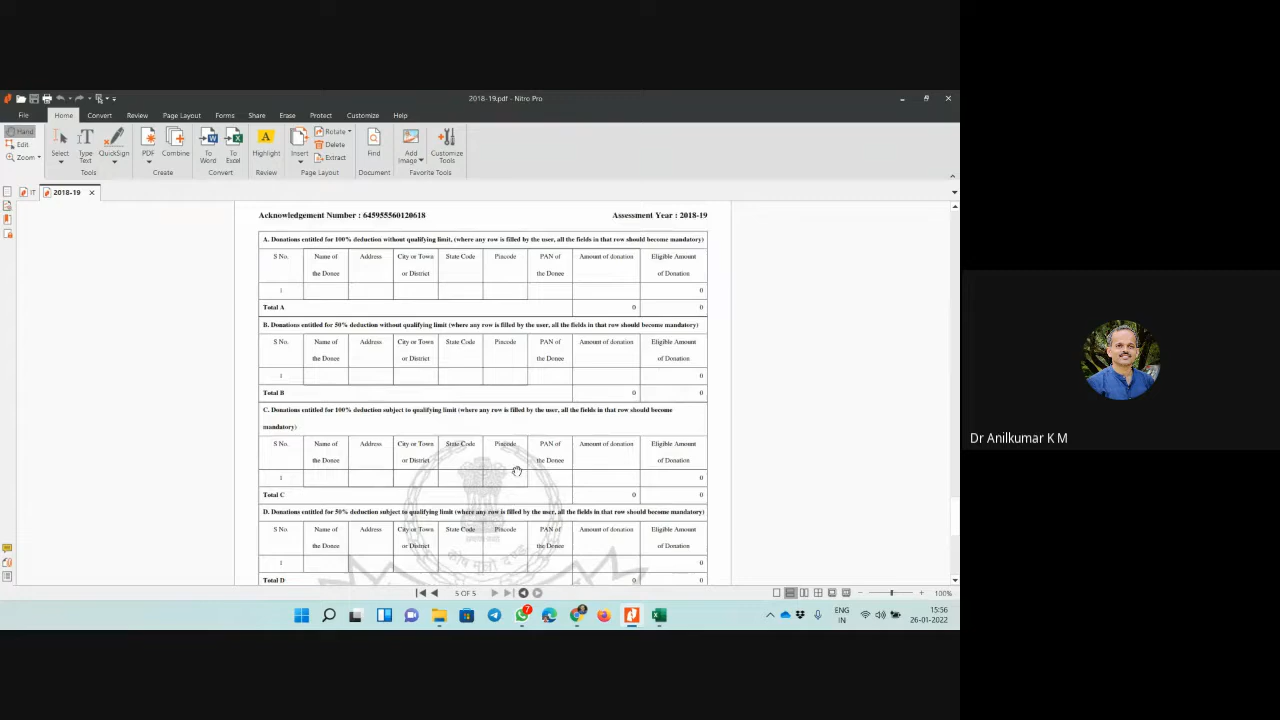 2018-19.pdf - Nitro Pro
File Home Convert Review Page Layout Forms Share Erase Protect Customize Help
Hand
Edit
Zoom
Select
Type Text
QuickSign
Tools
PDF
Combine
Create
To Word
To Excel
Convert
Highlight
Review
Insert
Rotate
Delete
Extract
Page Layout
Find
Document
Add Image
Customize Tools
Favorite Tools
IT 2018-19
Acknowledgement Number : 645955560120618 Assessment Year : 2018-19
A. Donations entitled for 100% deduction without qualifying limit, (where any row is filled by the user, all the fields in that row should become mandatory)
S No. Name of Address City or Town State Code Pincode PAN of Amount of donation Eligible Amount
the Donee or District the Donee of Donation
1 0
Total A 0 0
B. Donations entitled for 50% deduction without qualifying limit (where any row is filled by the user, all the fields in that row should become mandatory)
S No. Name of Address City or Town State Code Pincode PAN of Amount of donation Eligible Amount
the Donee or District the Donee of Donation
1 0
Total B 0 0
C. Donations entitled for 100% deduction subject to qualifying limit (where any row is filled by the user, all the fields in that row should become
mandatory)
S No. Name of Address City or Town State Code Pincode PAN of Amount of donation Eligible Amount
the Donee or District the Donee of Donation
1 0
Total C 0 0
D. Donations entitled for 50% deduction subject to qualifying limit (where any row is filled by the user, all the fields in that row should become mandatory)
S No. Name of Address City or Town State Code Pincode PAN of Amount of donation Eligible Amount
the Donee or District the Donee of Donation
1 0
Total D 0 0
5 OF 5
100%
7
ENG
IN
15:56
26-01-2022
Dr Anilkumar K M